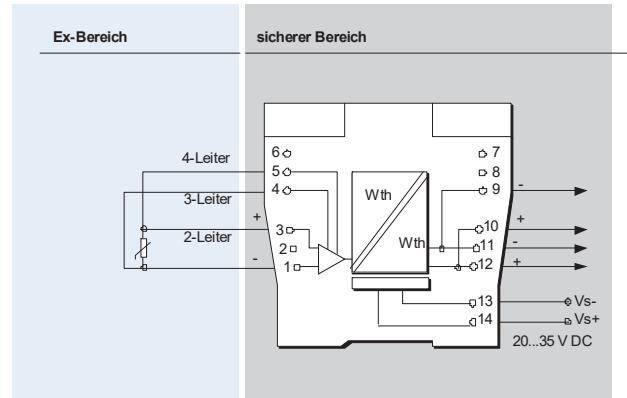 Ex-Bereich
sicherer Bereich
6
7
4-Leiter
5
8
4
Wth
9
-
3-Leiter
+
3
10
+
2-Leiter
2
Wth
11
-
-
1
12
+
13
Vs-
14
Vs+
20...35 V DC